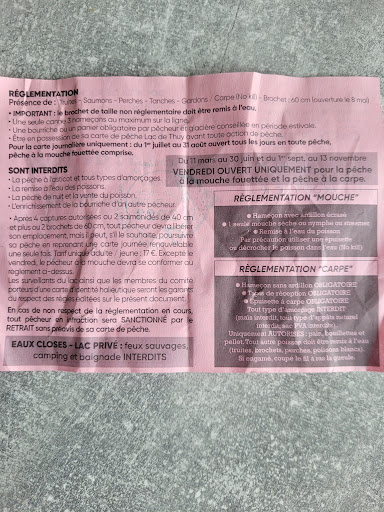 RÉGLEMENTATION
Présence de : Truites - Saumons - Perches - Tanches - Gardons / Carpe (No kill) - Brochet : 60 cm (ouverture le 8 mai)
• IMPORTANT : le brochet de taille non réglementaire doit être remis à l'eau.
• Une seule canne 3 hameçons au maximum sur la ligne.
• Une bourriche ou un panier obligatoire par pêcheur et glacière conseillée en période estivale.
• Être en possession de sa carte de pêche Lac de Thuy avant toute action de pêche.
Pour la carte journalière uniquement : du 1er juillet au 31 août ouvert tous les jours en toute pêche,
pêche à la mouche fouettée comprise.
Du 11 mars au 30 juin et du 1er sept. au 13 novembre
VENDREDI OUVERT UNIQUEMENT pour la pêche
à la mouche fouettée et la pêche à la carpe.
SONT INTERDITS
• La pêche à l'asticot et tous types d'amorçages.
• La remise à l'eau des poissons.
• La pêche de nuit et la vente du poisson.
• L'enrichissement de la bourriche d'un autre pêcheur.
• Après 4 captures autorisées ou 2 salmonidés de 40 cm
et plus ou 2 brochets de 60 cm, tout pêcheur devra libérer
son emplacement, mais il peut, s'il le souhaite, poursuivre
sa pêche en reprenant une carte journée renouvelable
une seule fois. Tarif unique adulte / jeune : 17 €. Excepté le
vendredi, le pêcheur à la mouche devra se conformer au
règlement ci-dessus.
Les surveillants du lac ainsi que les membres du comité
porteurs d'une carte d'identité halieutique seront les garants
du respect des règles éditées sur le présent document.
En cas de non respect de la réglementation en cours,
tout pêcheur en infraction sera SANCTIONNÉ par le
RETRAIT sans préavis de sa carte de pêche.
EAUX CLOSES - LAC PRIVÉ : feux sauvages,
camping et baignade INTERDITS
RÉGLEMENTATION "MOUCHE"
● Hameçon avec ardillon écrasé
● 1 seule mouche sèche ou nymphe ou streamer
● Remise à l'eau du poisson
Par précaution utiliser une épuisette
ou décrocher le poisson dans l'eau (No kill)
RÉGLEMENTATION "CARPE"
● Hameçon sans ardillon OBLIGATOIRE
● Tapis de réception OBLIGATOIRE
● Épuisette à carpe OBLIGATOIRE
Tout type d'amorçage INTERDIT
(maïs interdit, tout type d'appâts naturel
interdit, sac PVA interdit)
Uniquement AUTORISÉS : pain, bouillettes et
pellet. Tout autre poisson doit être remis à l'eau
(truites, brochets, perches, poissons blancs).
Si engamé, coupé le fil à ras la gueule.